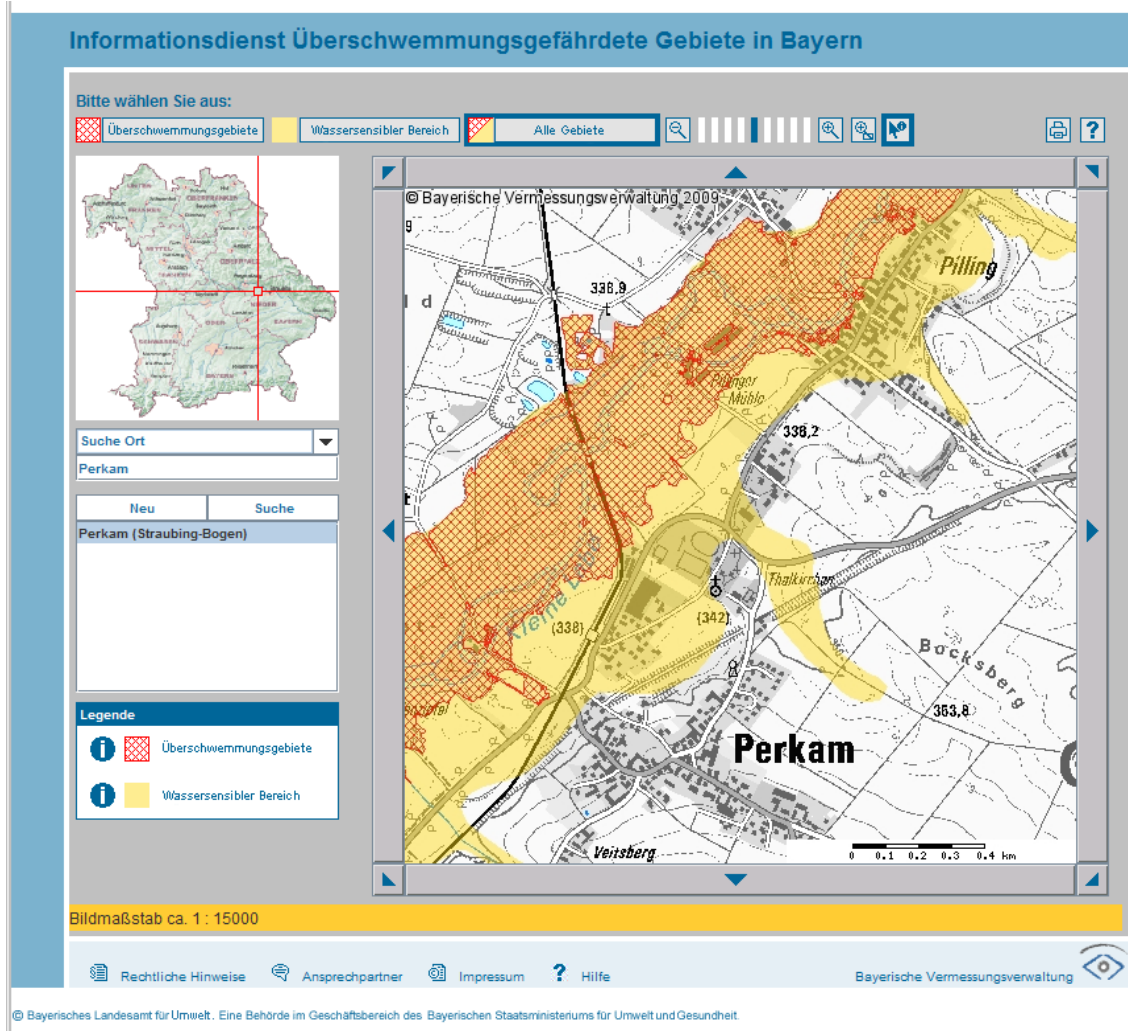 Informationsdienst Überschwemmungsgefährdete Gebiete in Bayern
Bitte wählen Sie aus:
Überschwemmungsgebiete
Wassersensibler Bereich
Alle Gebiete
?
Suche Ort
Perkam
Neu
Suche
Perkam (Straubing-Bogen)
Legende
Überschwemmungsgebiete
Wassersensibler Bereich
© Bayerische Vermessungsverwaltung 2009
9
l d
336,9
Pilling
Pillinger
Mühle
338,2
Kleine Laber
Thalkirchen
(338)
(342)
Bocksberg
353,8
Perkam
Veitsberg
0 0.1 0.2 0.3 0.4 km
Bildmaßstab ca. 1 : 15000
Rechtliche Hinweise
Ansprechpartner
Impressum
? Hilfe
Bayerische Vermessungsverwaltung
© Bayerisches Landesamt für Umwelt. Eine Behörde im Geschäftsbereich des Bayerischen Staatsministeriums für Umwelt und Gesundheit.